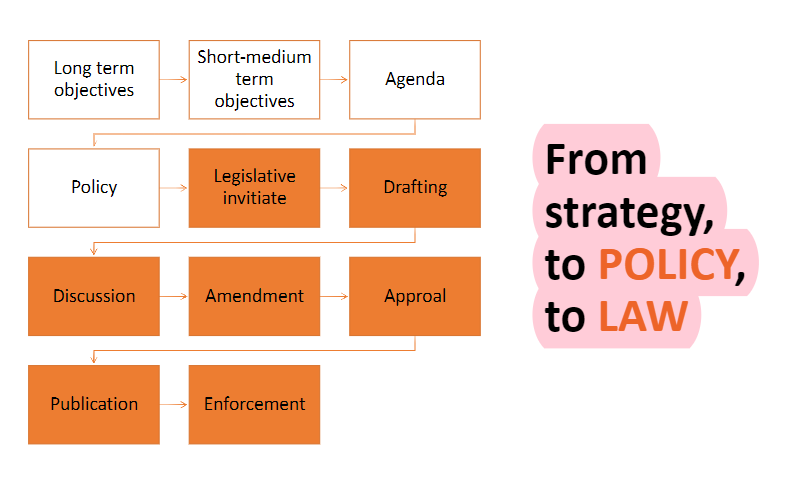 Long term
objectives
Short-medium
term
objectives
Agenda
Policy
Legislative
invitiate
Drafting
Discussion
Amendment
Approal
Publication
Enforcement
From
strategy,
to POLICY,
to LAW